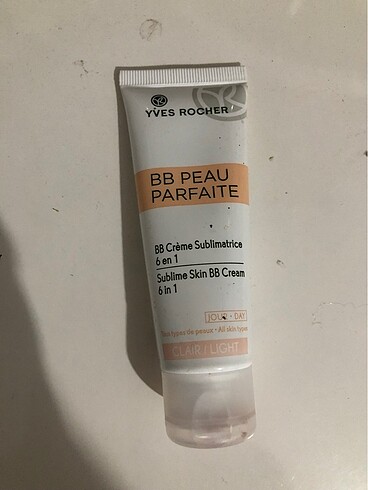 YVES ROCHER
BB PEAU
PARFAITE
BB Crème Sublimatrice
6 en 1
Sublime Skin BB Cream
6 in 1
JOUR • DAY
types de peaux • All skin types
CLAIR / LIGHT